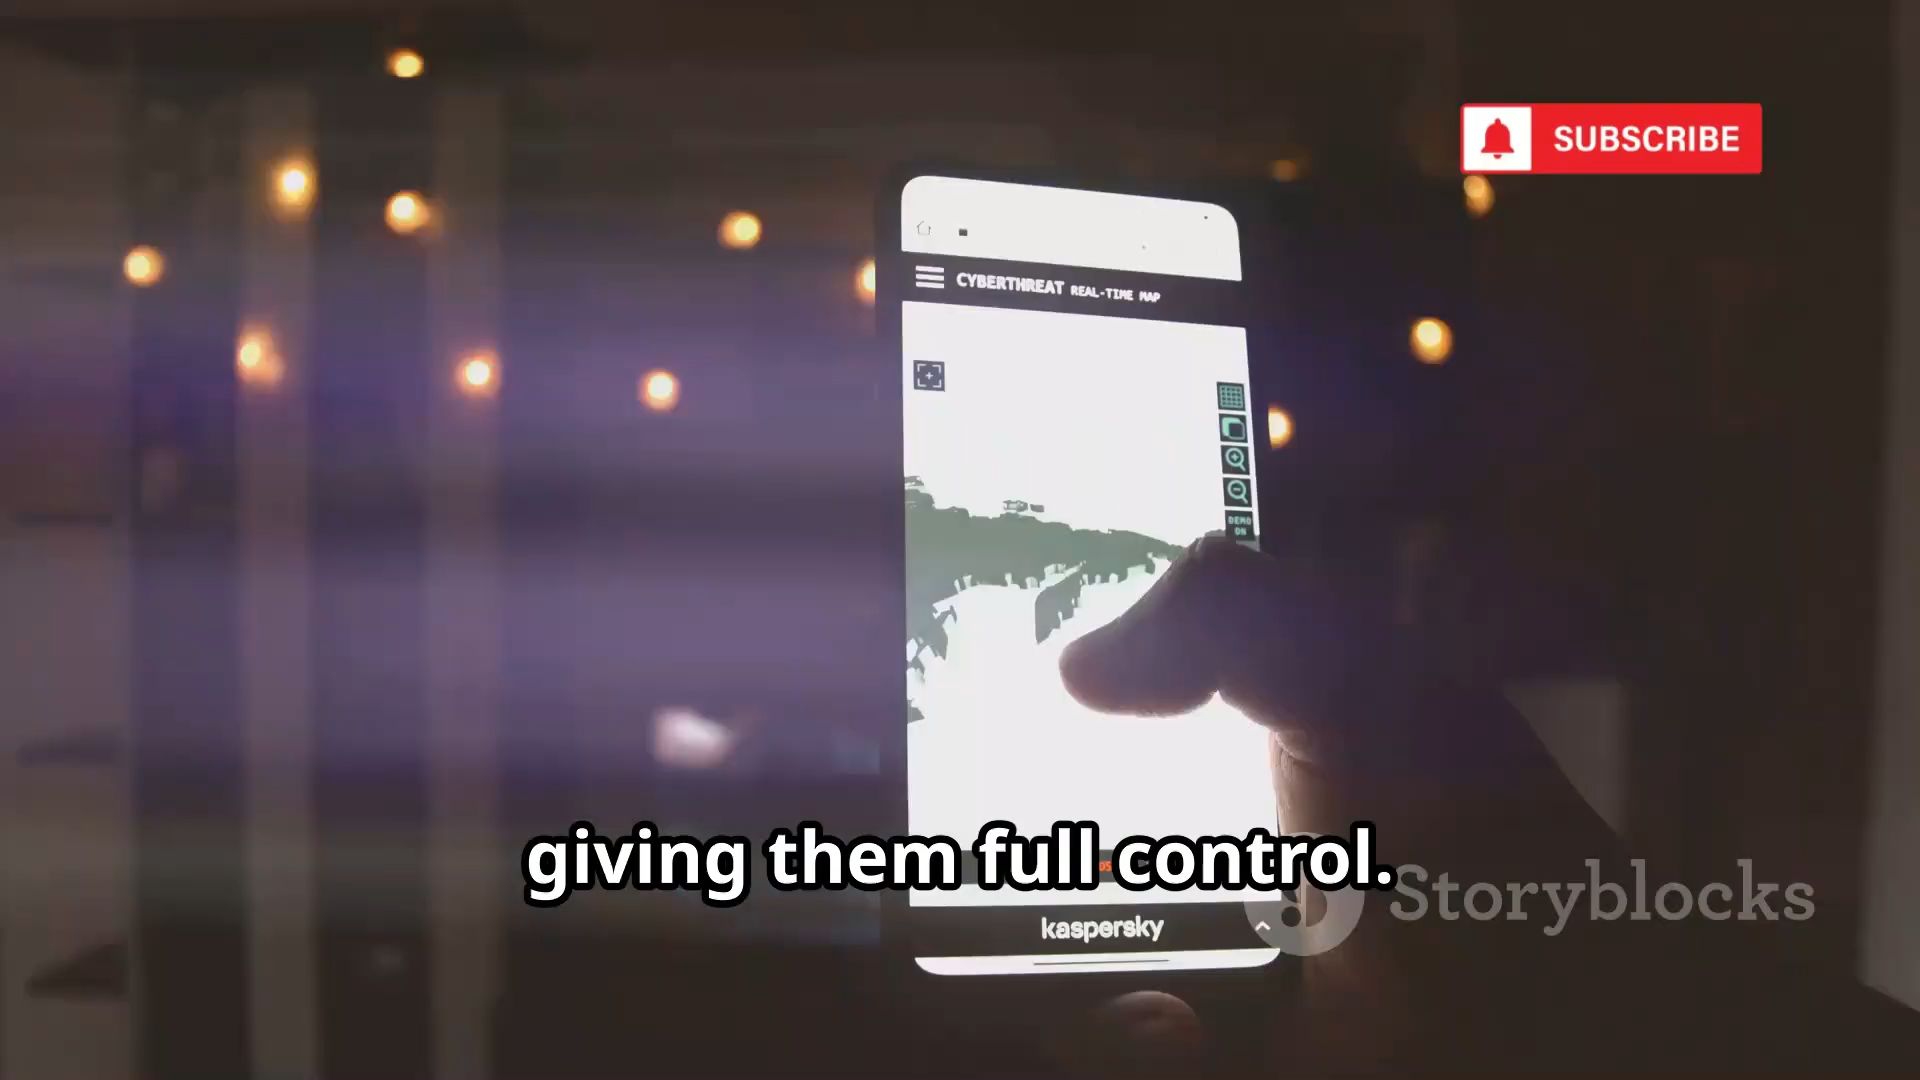 SUBSCRIBE
CYBERTHREAT REAL-TIME MAP
DEMO
ON
giving them full control.
Storyblocks
kaspersky